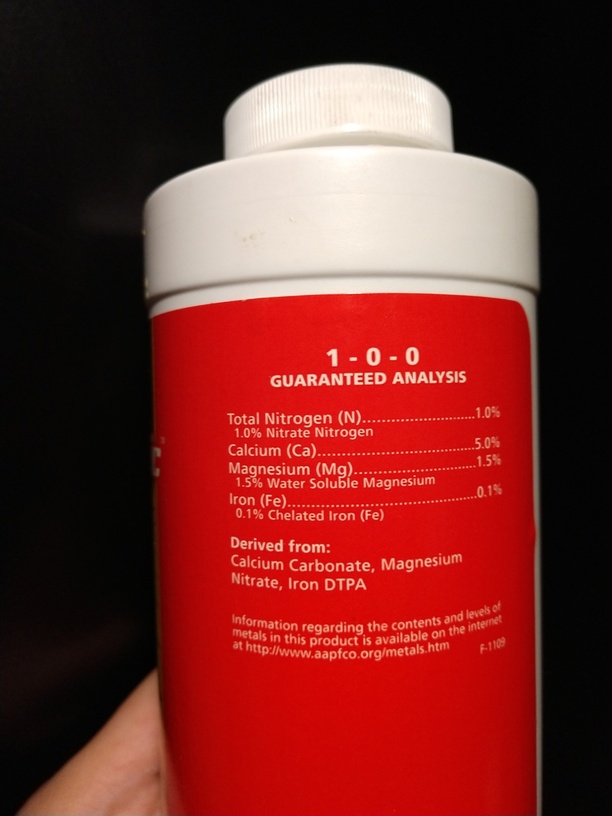 1 - 0 - 0
GUARANTEED ANALYSIS
Total Nitrogen (N)..........................1.0%
1.0% Nitrate Nitrogen
Calcium (Ca)....................................5.0%
Magnesium (Mg)............................1.5%
1.5% Water Soluble Magnesium
Iron (Fe)...........................................0.1%
0.1% Chelated Iron (Fe)
Derived from:
Calcium Carbonate, Magnesium
Nitrate, Iron DTPA
Information regarding the contents and levels of
metals in this product is available on the internet
at http://www.aapfco.org/metals.htm
F-1109